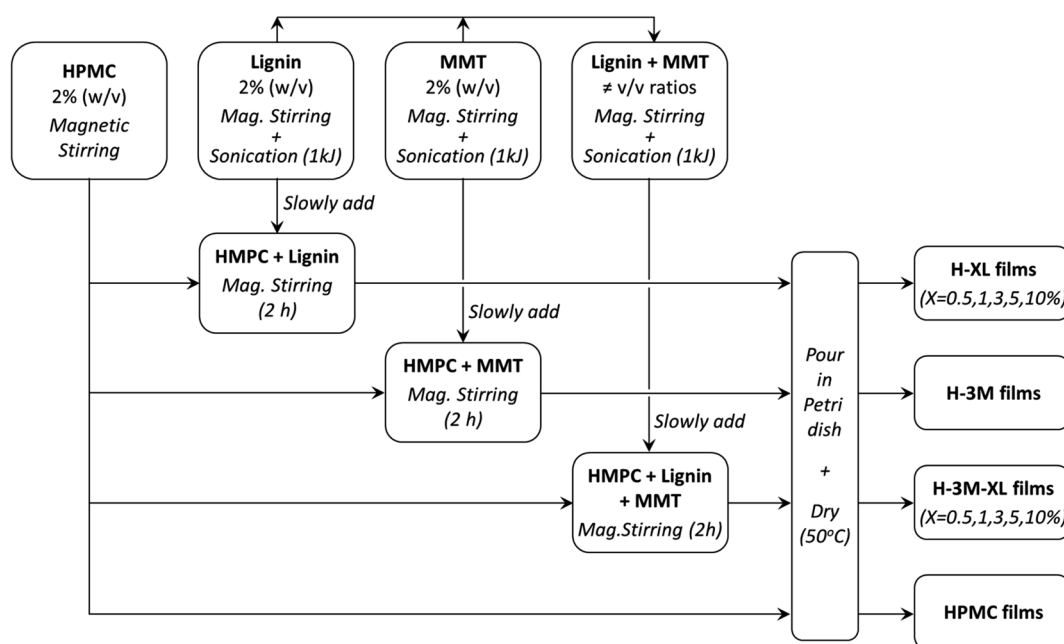 HPMC
2% (w/v)
Magnetic
Stirring
Lignin
2% (w/v)
Mag. Stirring
+
Sonication (1kJ)
MMT
2% (w/v)
Mag. Stirring
+
Sonication (1kJ)
Lignin + MMT
≠ v/v ratios
Mag. Stirring
+
Sonication (1kJ)
Slowly add
HMPC + Lignin
Mag. Stirring
(2 h)
Slowly add
HMPC + MMT
Mag. Stirring
(2 h)
Slowly add
HMPC + Lignin
+ MMT
Mag.Stirring (2h)
Pour
in
Petri
dish
+
Dry
(50ºC)
H-XL films
(X=0.5,1,3,5,10%)
H-3M films
H-3M-XL films
(X=0.5,1,3,5,10%)
HPMC films